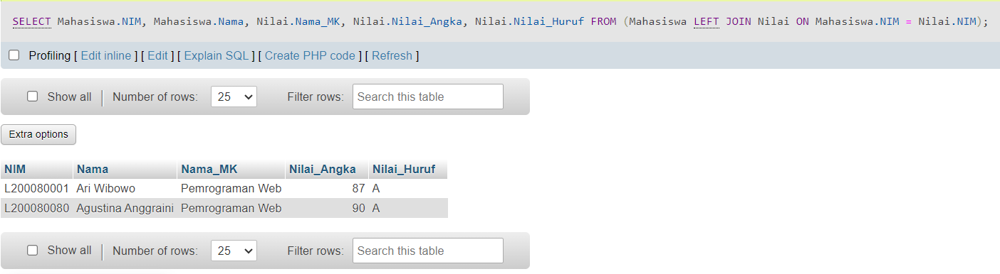 SELECT Mahasiswa.NIM, Mahasiswa.Nama, Nilai.Nama_MK, Nilai.Nilai_Angka, Nilai.Nilai_Huruf FROM (Mahasiswa LEFT JOIN Nilai ON Mahasiswa.NIM = Nilai.NIM);
Profiling [ Edit inline ] [ Edit ] [ Explain SQL ] [ Create PHP code ] [ Refresh ]
Show all | Number of rows: 25 Filter rows: Search this table
Extra options
NIM Nama Nama_MK Nilai_Angka Nilai_Huruf
L200080001 Ari Wibowo Pemrograman Web 87 A
L200080080 Agustina Anggraini Pemrograman Web 90 A
Show all | Number of rows: 25 Filter rows: Search this table